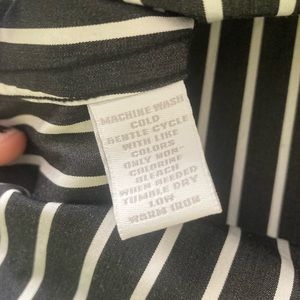 MACHINE WASH
COLD
GENTLE CYCLE
WITH LIKE
COLORS
ONLY NON-
CHLORINE
BLEACH
WHEN NEEDED
TUMBLE DRY
LOW
WARM IRON